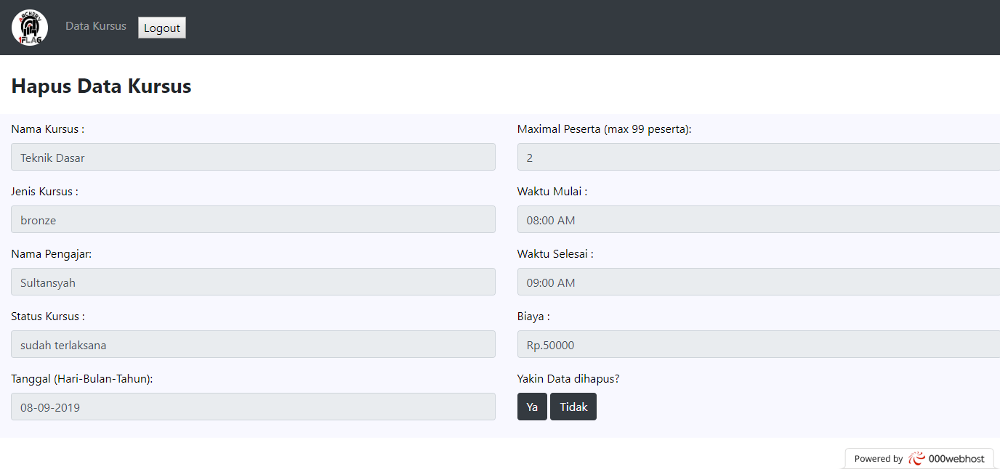 ARCHERY
1FLAG
Data Kursus
Logout
Hapus Data Kursus
Nama Kursus :
Teknik Dasar
Jenis Kursus :
bronze
Nama Pengajar:
Sultansyah
Status Kursus :
sudah terlaksana
Tanggal (Hari-Bulan-Tahun):
08-09-2019
Maximal Peserta (max 99 peserta):
2
Waktu Mulai :
08:00 AM
Waktu Selesai :
09:00 AM
Biaya :
Rp.50000
Yakin Data dihapus?
Ya Tidak
Powered by 000webhost